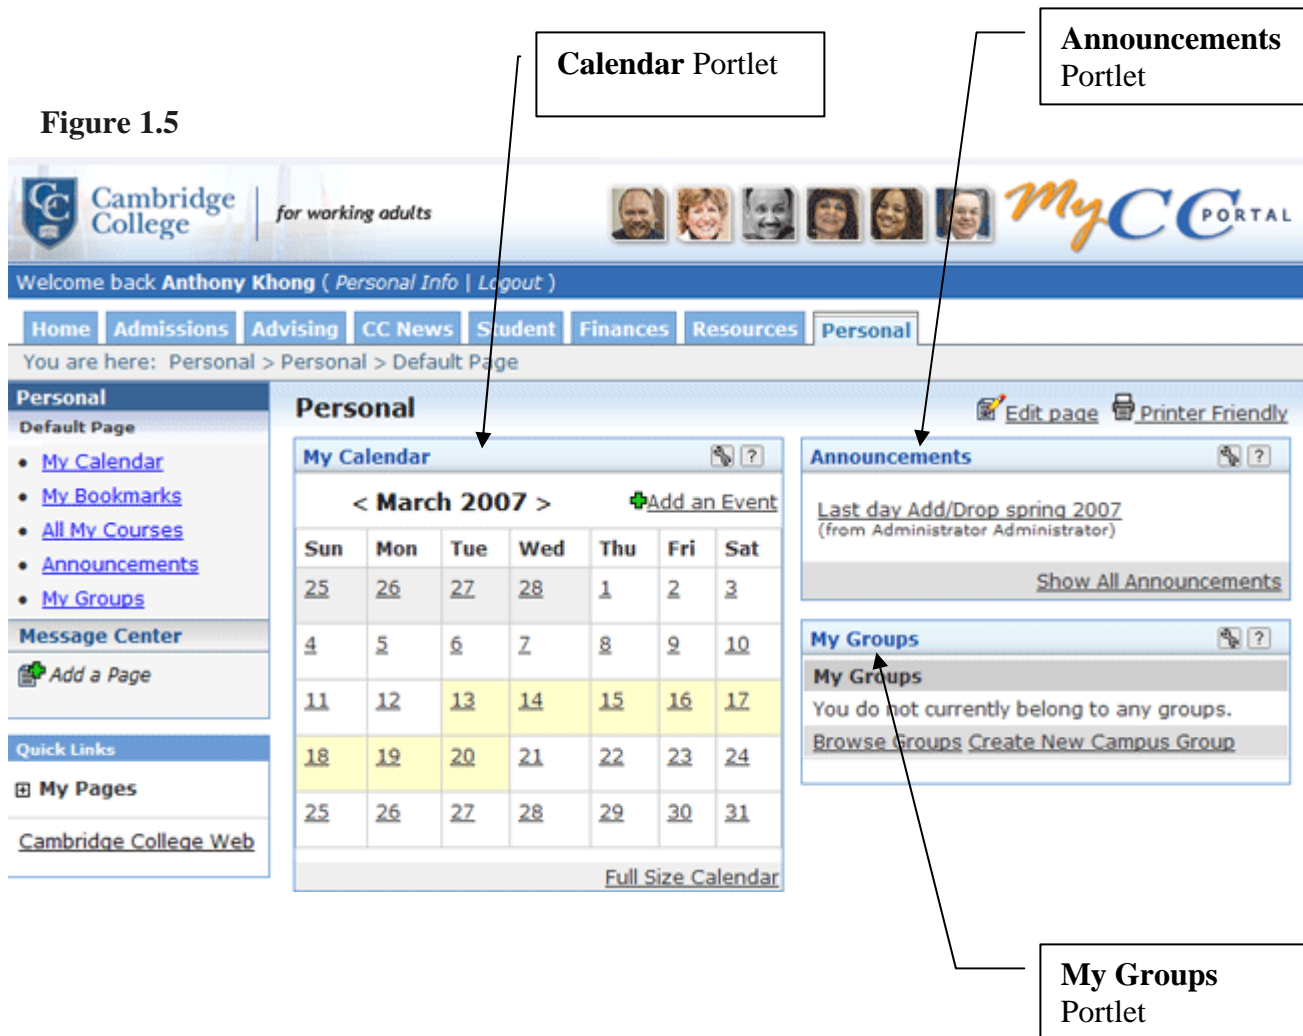 Calendar Portlet
Announcements
Portlet
Figure 1.5
CC
Cambridge
College
for working adults
MyCC PORTAL
Welcome back Anthony Khong ( Personal Info | Logout )
Home Admissions Advising CC News Student Finances Resources Personal
You are here: Personal > Personal > Default Page
Personal
Default Page
My Calendar
My Bookmarks
All My Courses
Announcements
My Groups
Message Center
Add a Page
Quick Links
My Pages
Cambridge College Web
Personal
Edit page Printer Friendly
My Calendar ?
< March 2007 > Add an Event
Sun Mon Tue Wed Thu Fri Sat
25 26 27 28 1 2 3
4 5 6 7 8 9 10
11 12 13 14 15 16 17
18 19 20 21 22 23 24
25 26 27 28 29 30 31
Full Size Calendar
Announcements ?
Last day Add/Drop spring 2007
(from Administrator Administrator)
Show All Announcements
My Groups ?
My Groups
You do not currently belong to any groups.
Browse Groups Create New Campus Group
My Groups
Portlet